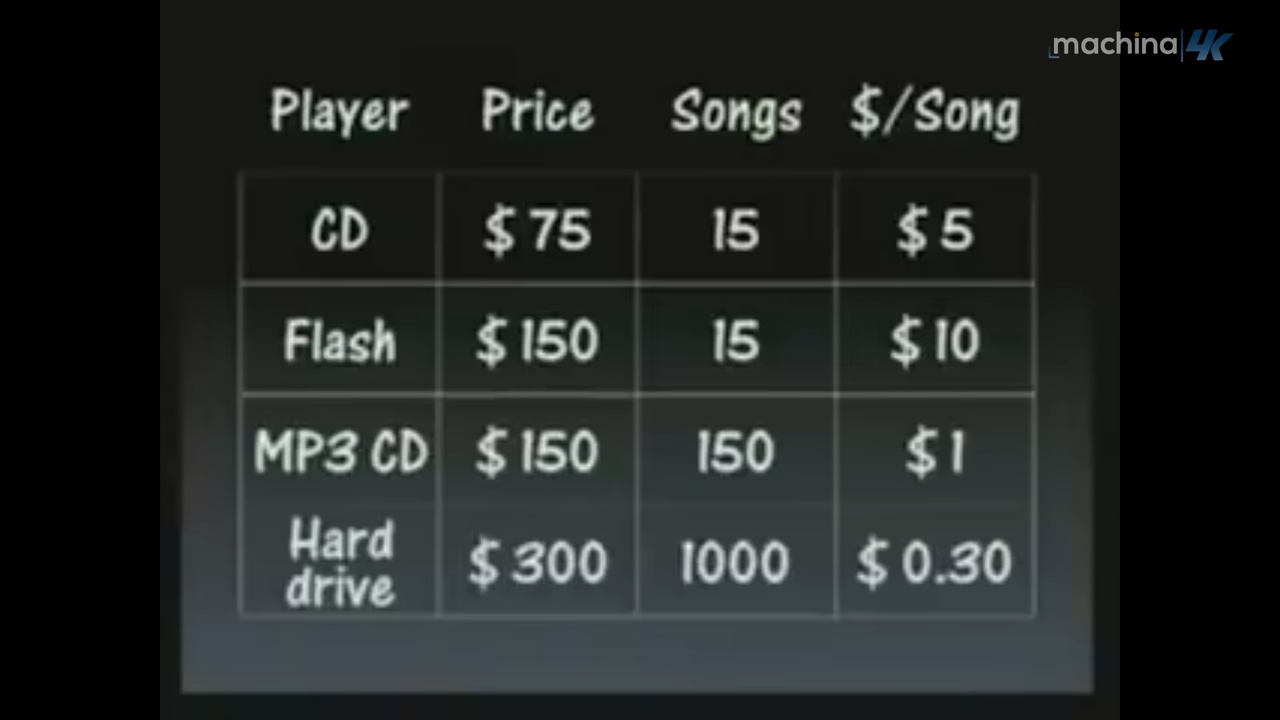 machina 4K
Player Price Songs $/Song
CD $ 75 15 $ 5
Flash $ 150 15 $ 10
MP3 CD $ 150 150 $ 1
Hard drive $ 300 1000 $ 0.30